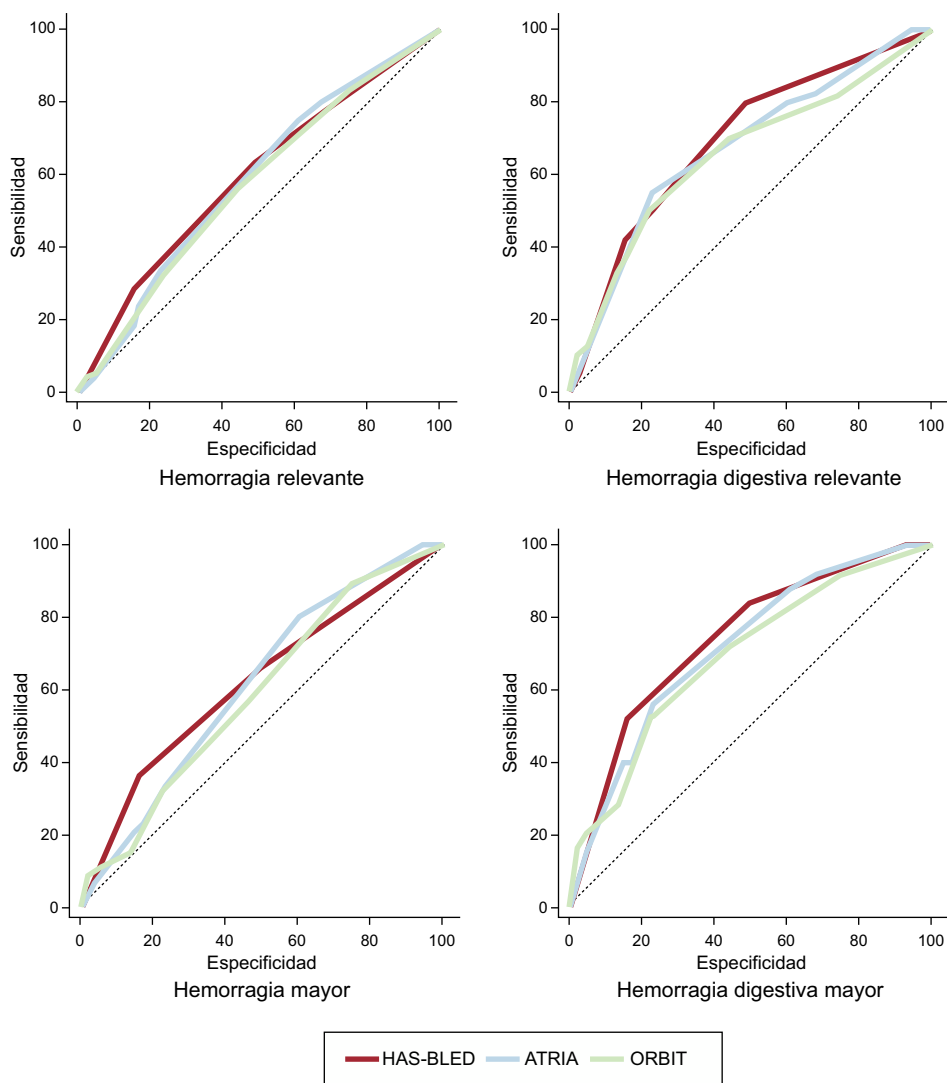 100
80
60
40
20
0
Sensibilidad
0 20 40 60 80 100
Especificidad
Hemorragia relevante
100
80
60
40
20
0
Sensibilidad
0 20 40 60 80 100
Especificidad
Hemorragia digestiva relevante
100
80
60
40
20
0
Sensibilidad
0 20 40 60 80 100
Especificidad
Hemorragia mayor
100
80
60
40
20
0
Sensibilidad
0 20 40 60 80 100
Especificidad
Hemorragia digestiva mayor
HAS-BLED ATRIA ORBIT